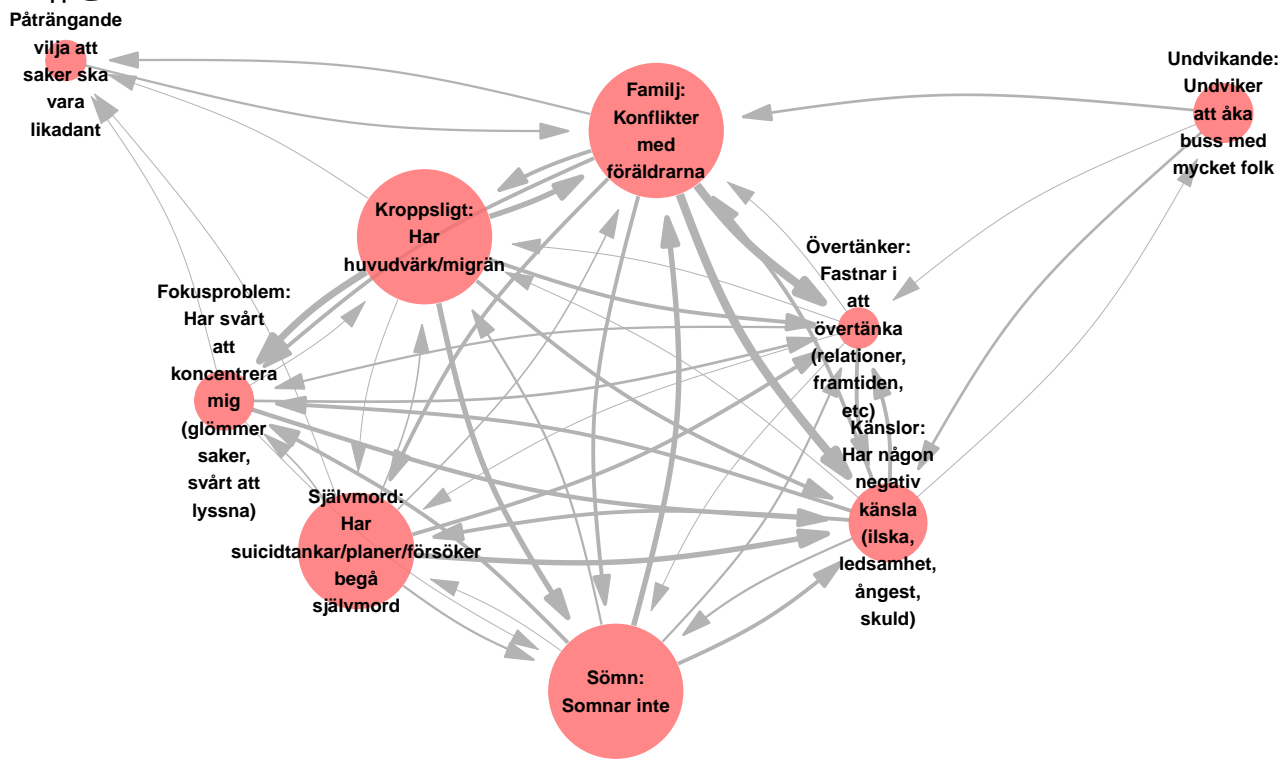 Påträngande
vilja att
saker ska
vara
likadant
Familj:
Konflikter
med
föräldrarna
Undvikande:
Undviker
att åka
buss med
mycket folk
Kroppsligt:
Har
huvudvärk/migrän
Övertänker:
Fastnar i
att
övertänka
(relationer,
framtiden,
etc)
Fokusproblem:
Har svårt
att
koncentrera
mig
(glömmer
saker,
svårt att
lyssna)
Känslor:
Har någon
negativ
känsla
(ilska,
ledsamhet,
ångest,
skuld)
Självmord:
Har
suicidtankar/planer/försöker
begå
självmord
Sömn:
Somnar inte